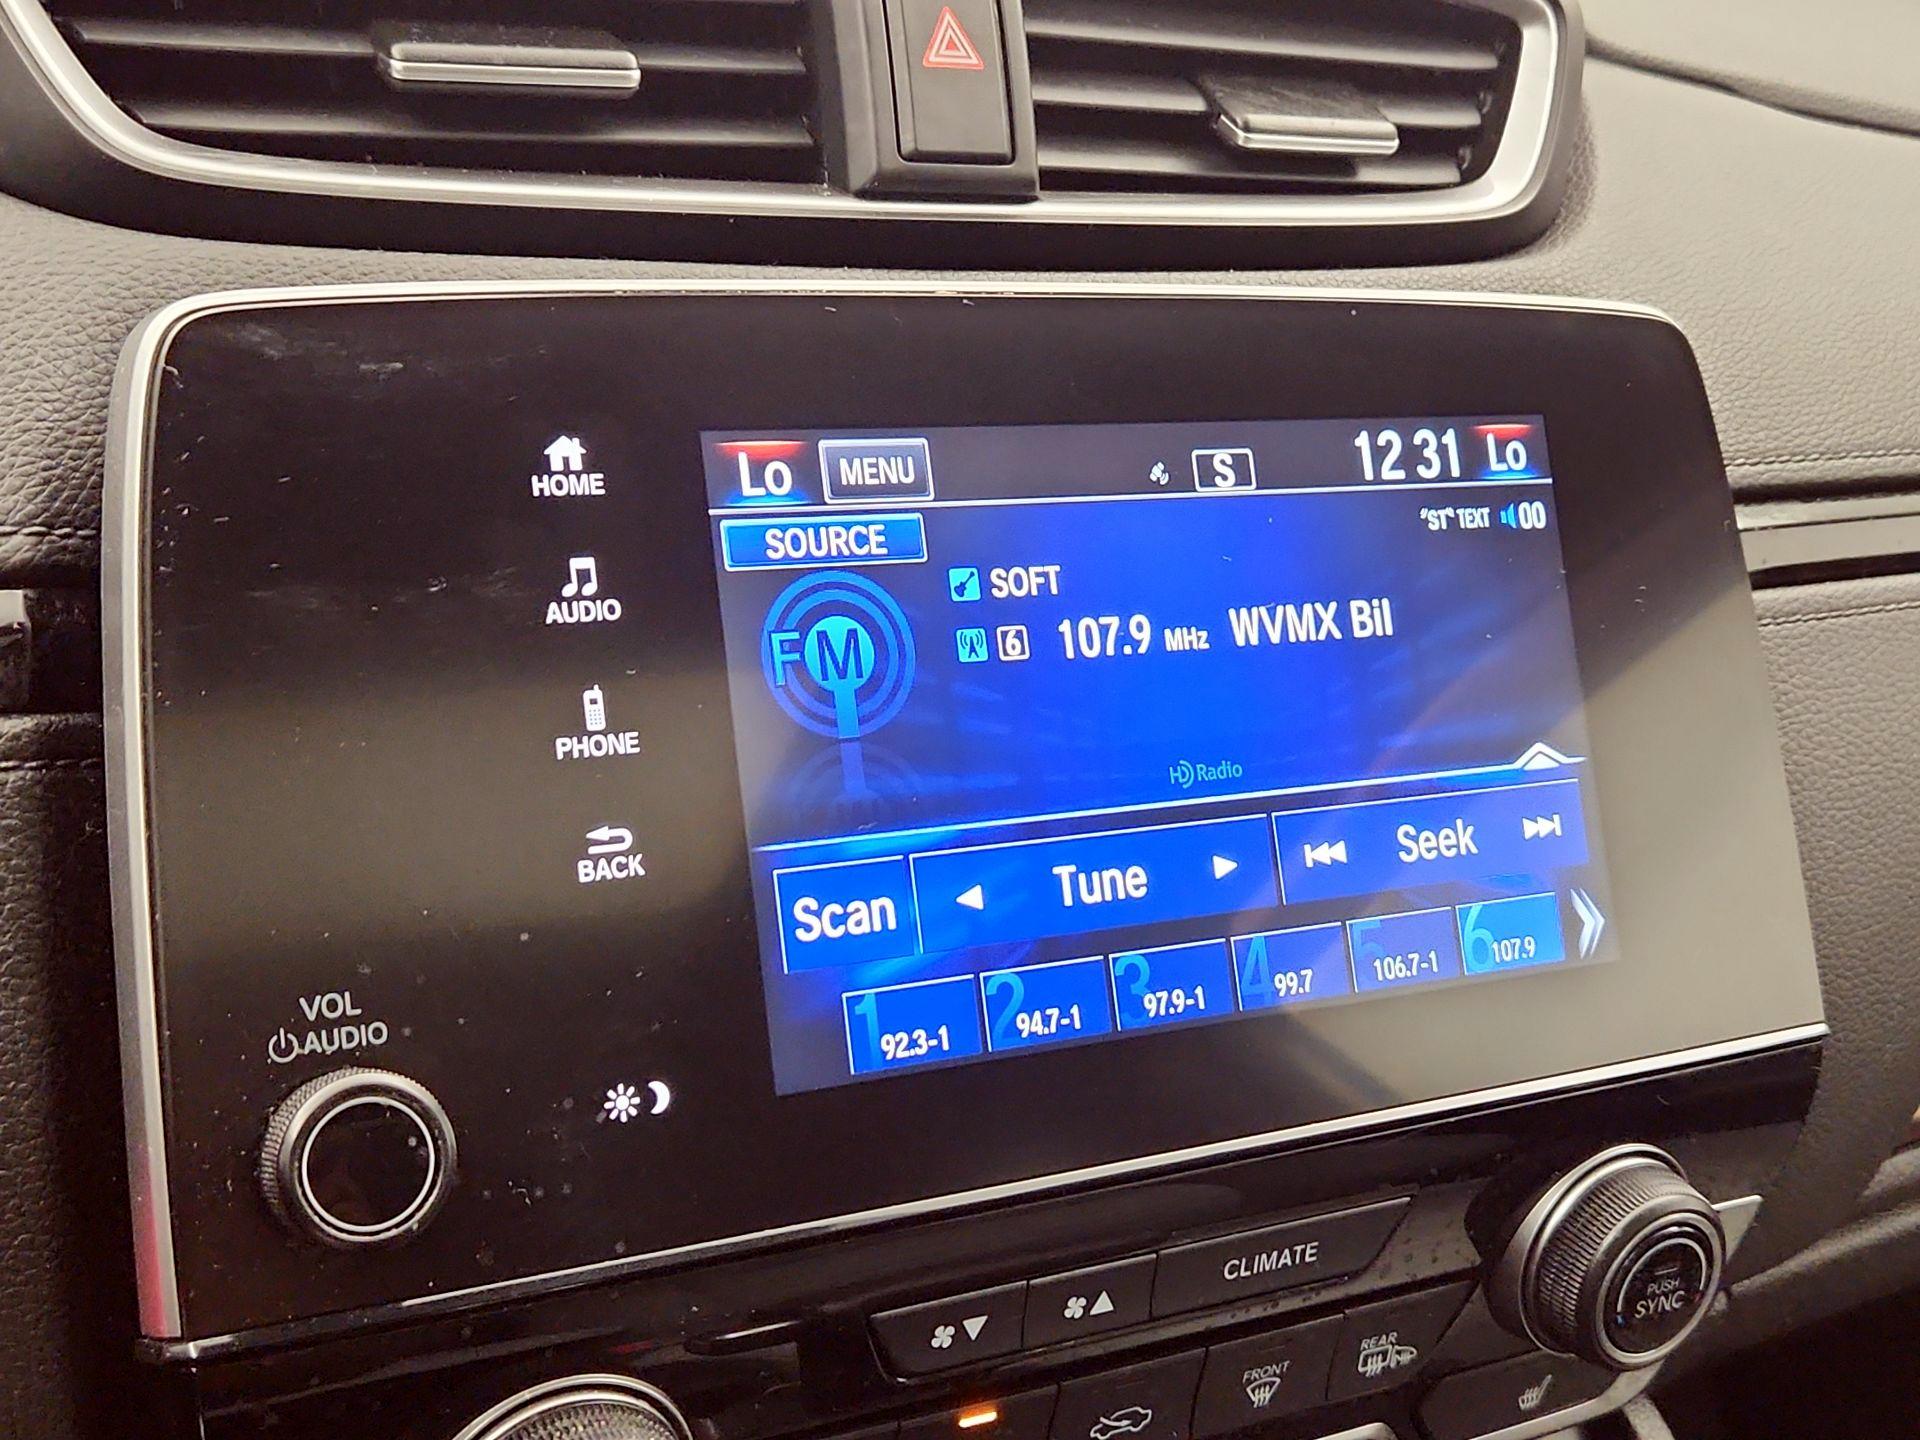 HOME
AUDIO
PHONE
BACK
VOL
AUDIO
Lo MENU S 12 31 Lo
SOURCE "ST" TEXT 00
SOFT
FM
6 107.9 MHz WVMX Bil
HD Radio
Scan Tune Seek
1 92.3-1 2 94.7-1 3 97.9-1 4 99.7 5 106.7-1 6 107.9
CLIMATE
PUSH
SYNC
FRONT
REAR